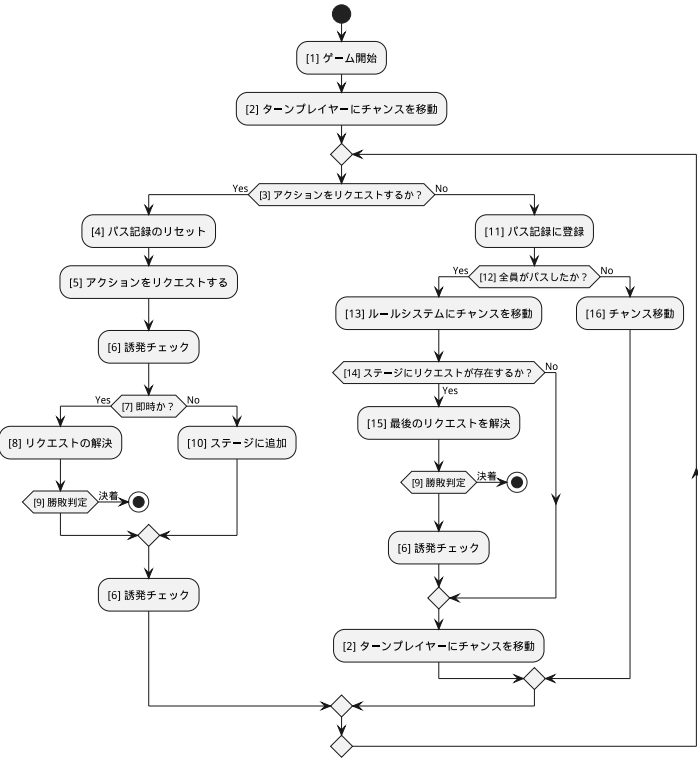 [1] ゲーム開始
[2] ターンプレイヤーにチャンスを移動
Yes
[3] アクションをリクエストするか？
No
[4] パス記録のリセット
[5] アクションをリクエストする
[6] 誘発チェック
Yes
[7] 即時か？
No
[8] リクエストの解決
[10] ステージに追加
[9] 勝敗判定
決着
[6] 誘発チェック
[11] パス記録に登録
Yes
[12] 全員がパスしたか？
No
[13] ルールシステムにチャンスを移動
[16] チャンス移動
[14] ステージにリクエストが存在するか？
No
Yes
[15] 最後のリクエストを解決
[9] 勝敗判定
決着
[6] 誘発チェック
[2] ターンプレイヤーにチャンスを移動